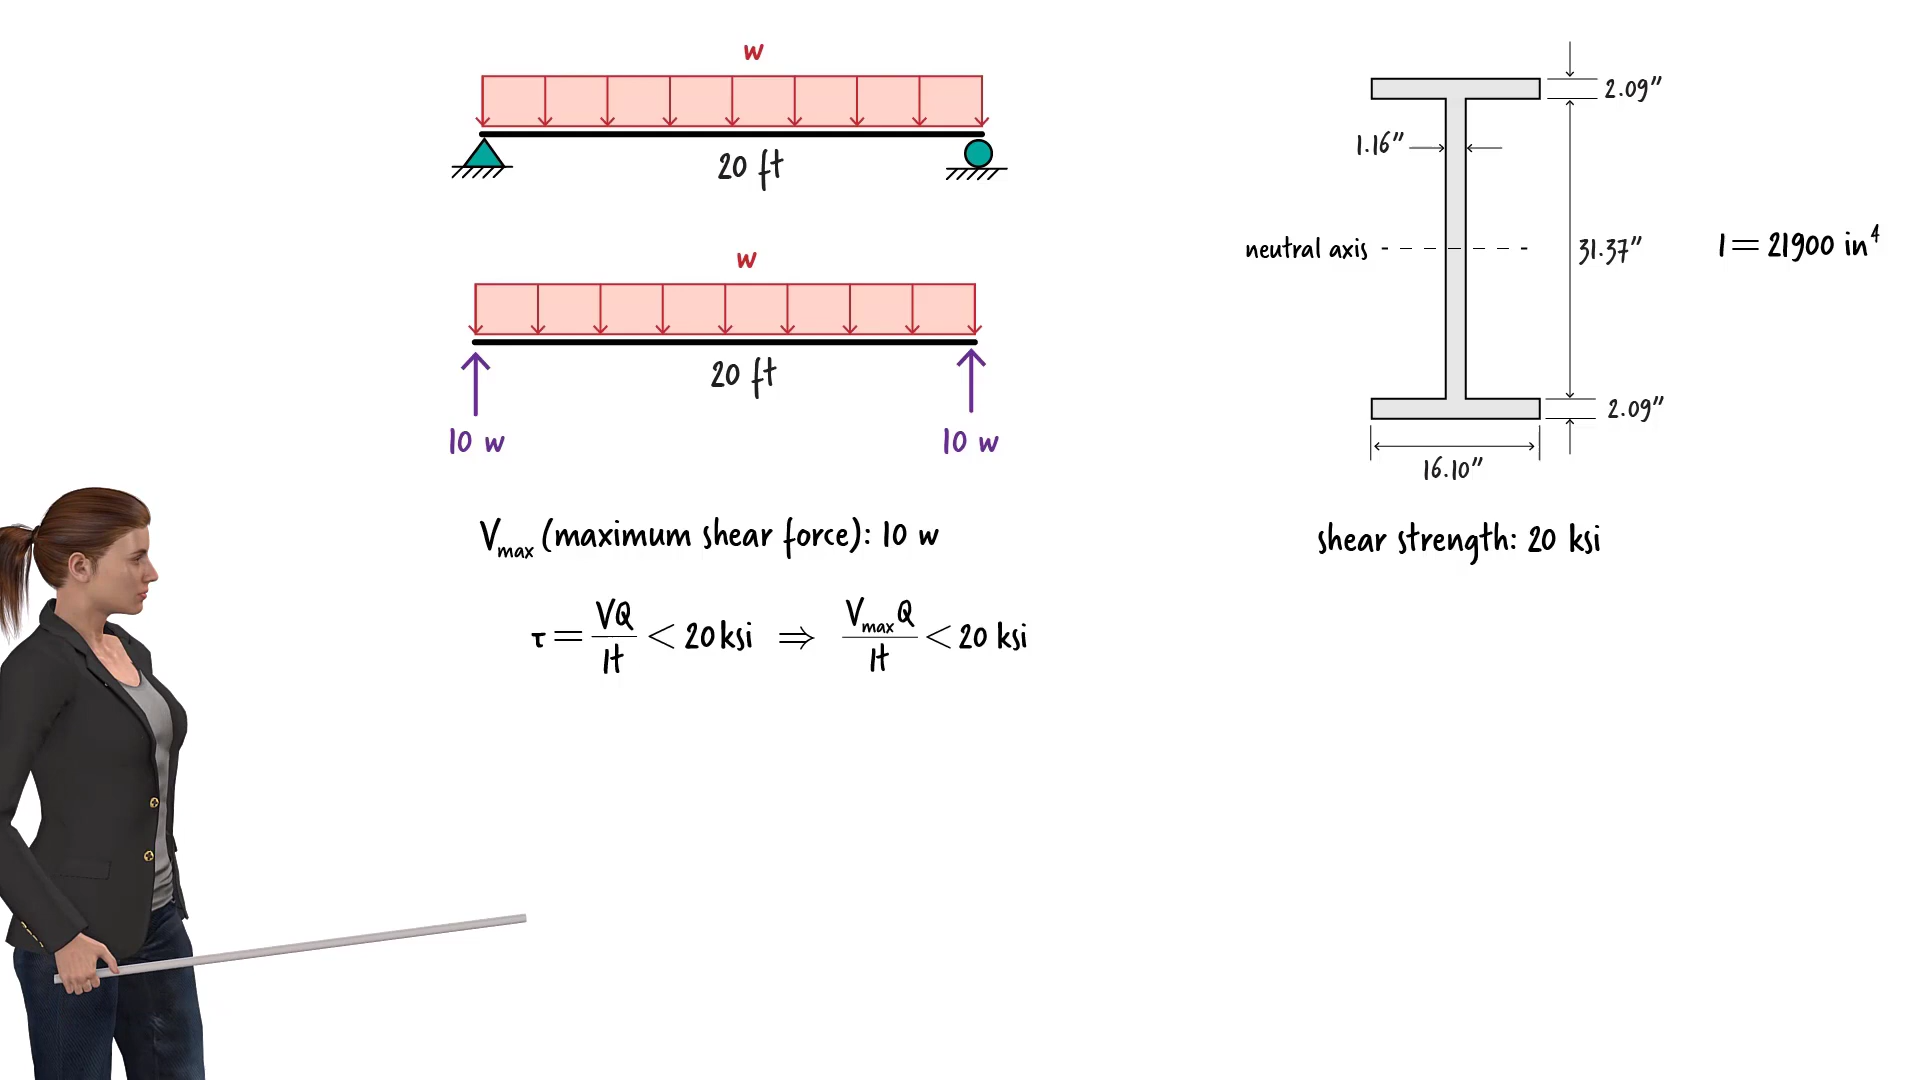 w
20 ft
w
20 ft
10 w
10 w
V_max (maximum shear force): 10 w
τ = VQ/It < 20 ksi ⇒ V_max Q/It < 20 ksi
2.09"
1.16"
neutral axis
31.37"
I = 21900 in⁴
2.09"
16.10"
shear strength: 20 ksi